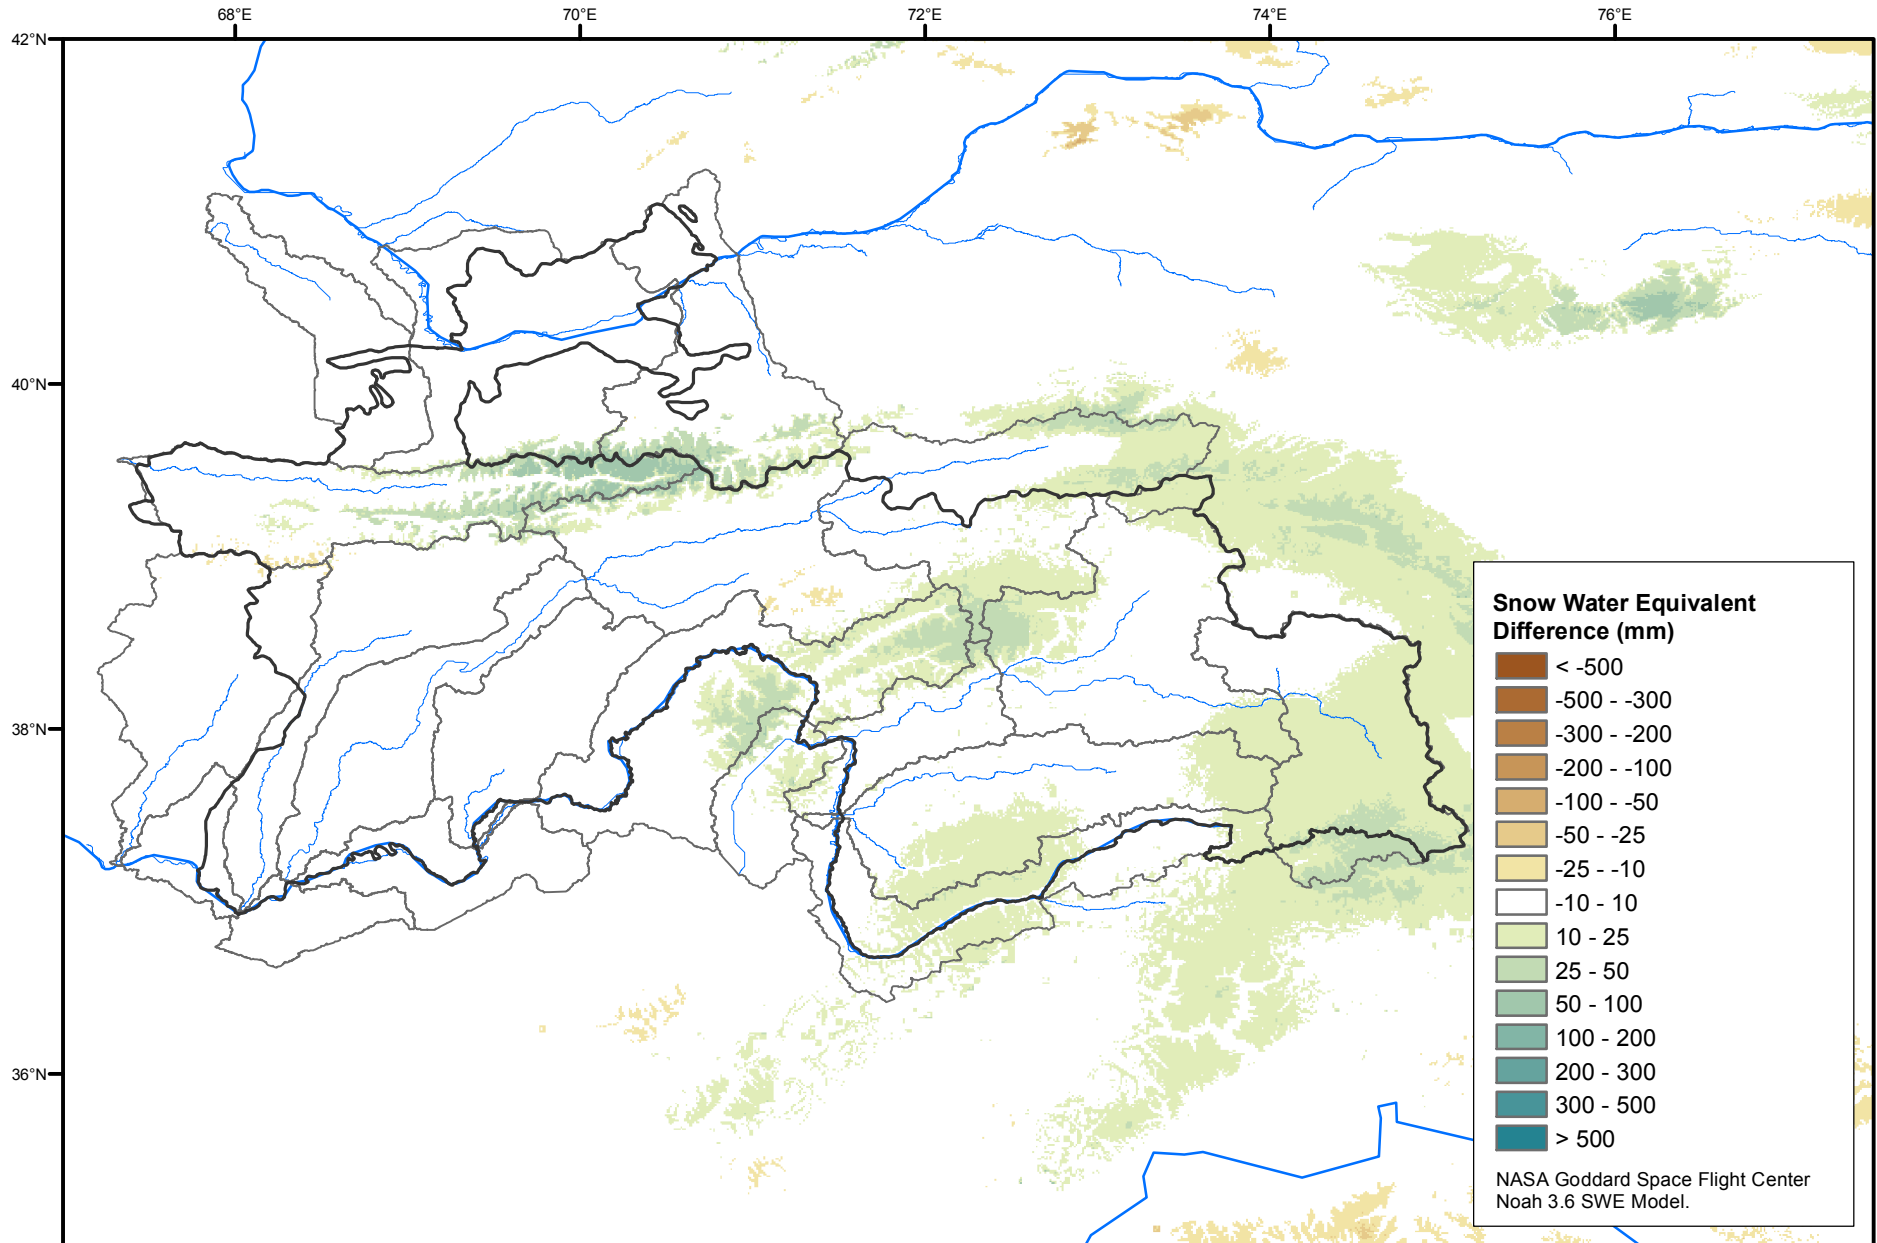 68°E 70°E 72°E 74°E 76°E
42°N
40°N
38°N
36°N
Snow Water Equivalent
Difference (mm)
< -500
-500 - -300
-300 - -200
-200 - -100
-100 - -50
-50 - -25
-25 - -10
-10 - 10
10 - 25
25 - 50
50 - 100
100 - 200
200 - 300
300 - 500
> 500
NASA Goddard Space Flight Center
Noah 3.6 SWE Model.